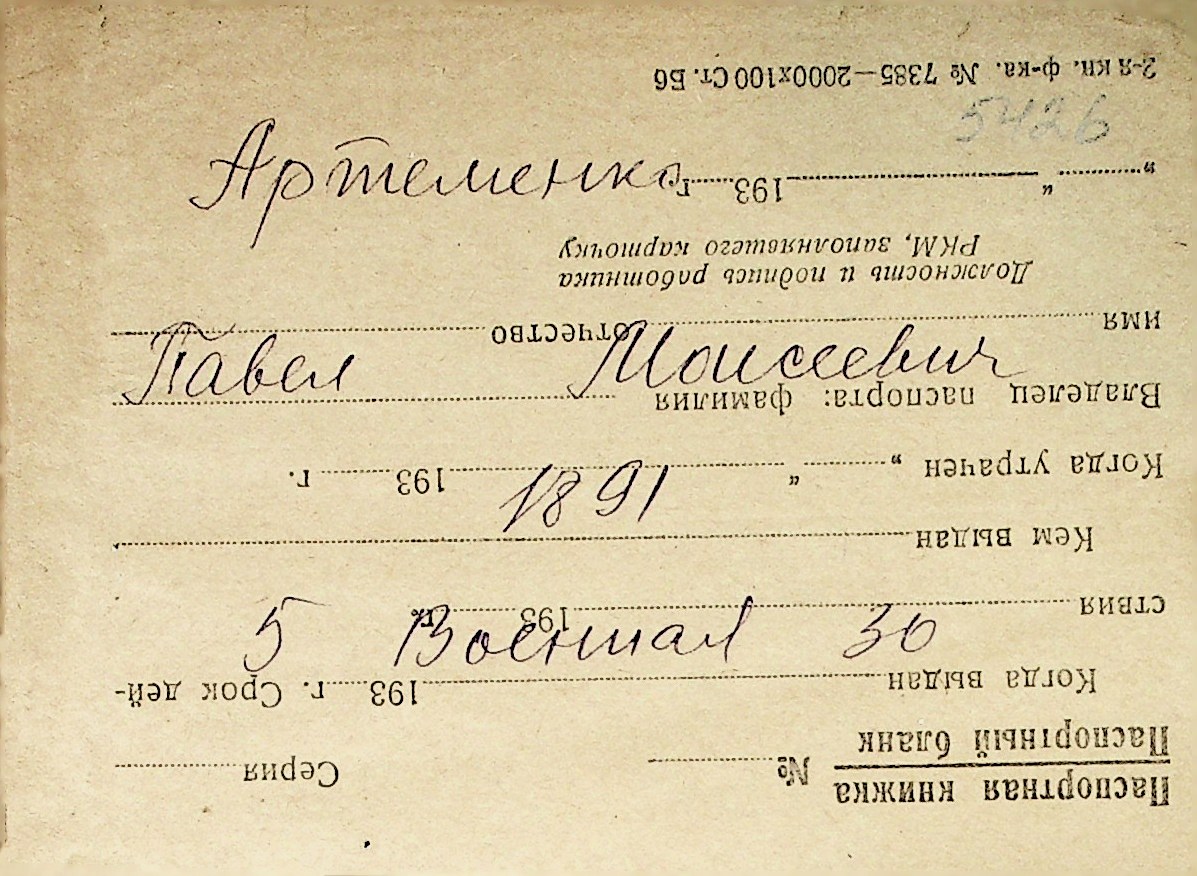 Артеменко
Павел Моисеевич
1891
5 Военная 30
5426
Паспортная книжка
Паспортный бланк № Серия
Когда выдан 193 г. Срок дей-
ствия 193 г.
Кем выдан
Когда утрачен „ “ 193 г.
Владелец паспорта: фамилия
имя отчество
Должность и подпись работника
РКМ, заполнявшего карточку
„ “ 193 г.
2-я кн. ф-ка. № 7385—2000х100 Ст. Б6